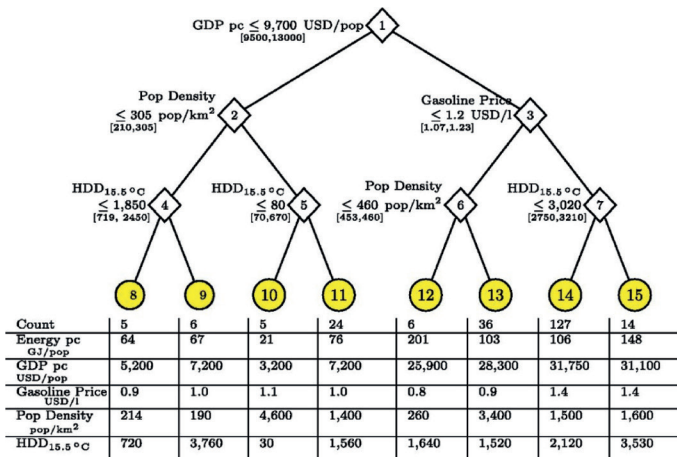 GDP pc ≤ 9,700 USD/pop 1
[9500,13000]
Pop Density
≤ 305 pop/km² 2
[210,305]
Gasoline Price
≤ 1.2 USD/l 3
[1.07,1.23]
HDD15.5°C
≤ 1,850 4
[719, 2450]
HDD15.5°C
≤ 80 5
[70,670]
Pop Density
≤ 460 pop/km² 6
[453,460]
HDD15.5°C
≤ 3,020 7
[2750,3210]
8 9 10 11 12 13 14 15
Count 5 6 5 24 6 36 127 14
Energy pc 64 67 21 76 201 103 106 148
GJ/pop
GDP pc 5,200 7,200 3,200 7,200 25,900 28,300 31,750 31,100
USD/pop
Gasoline Price 0.9 1.0 1.1 1.0 0.8 0.9 1.4 1.4
USD/l
Pop Density 214 190 4,600 1,400 260 3,400 1,500 1,600
pop/km²
HDD15.5°C 720 3,760 30 1,560 1,640 1,520 2,120 3,530